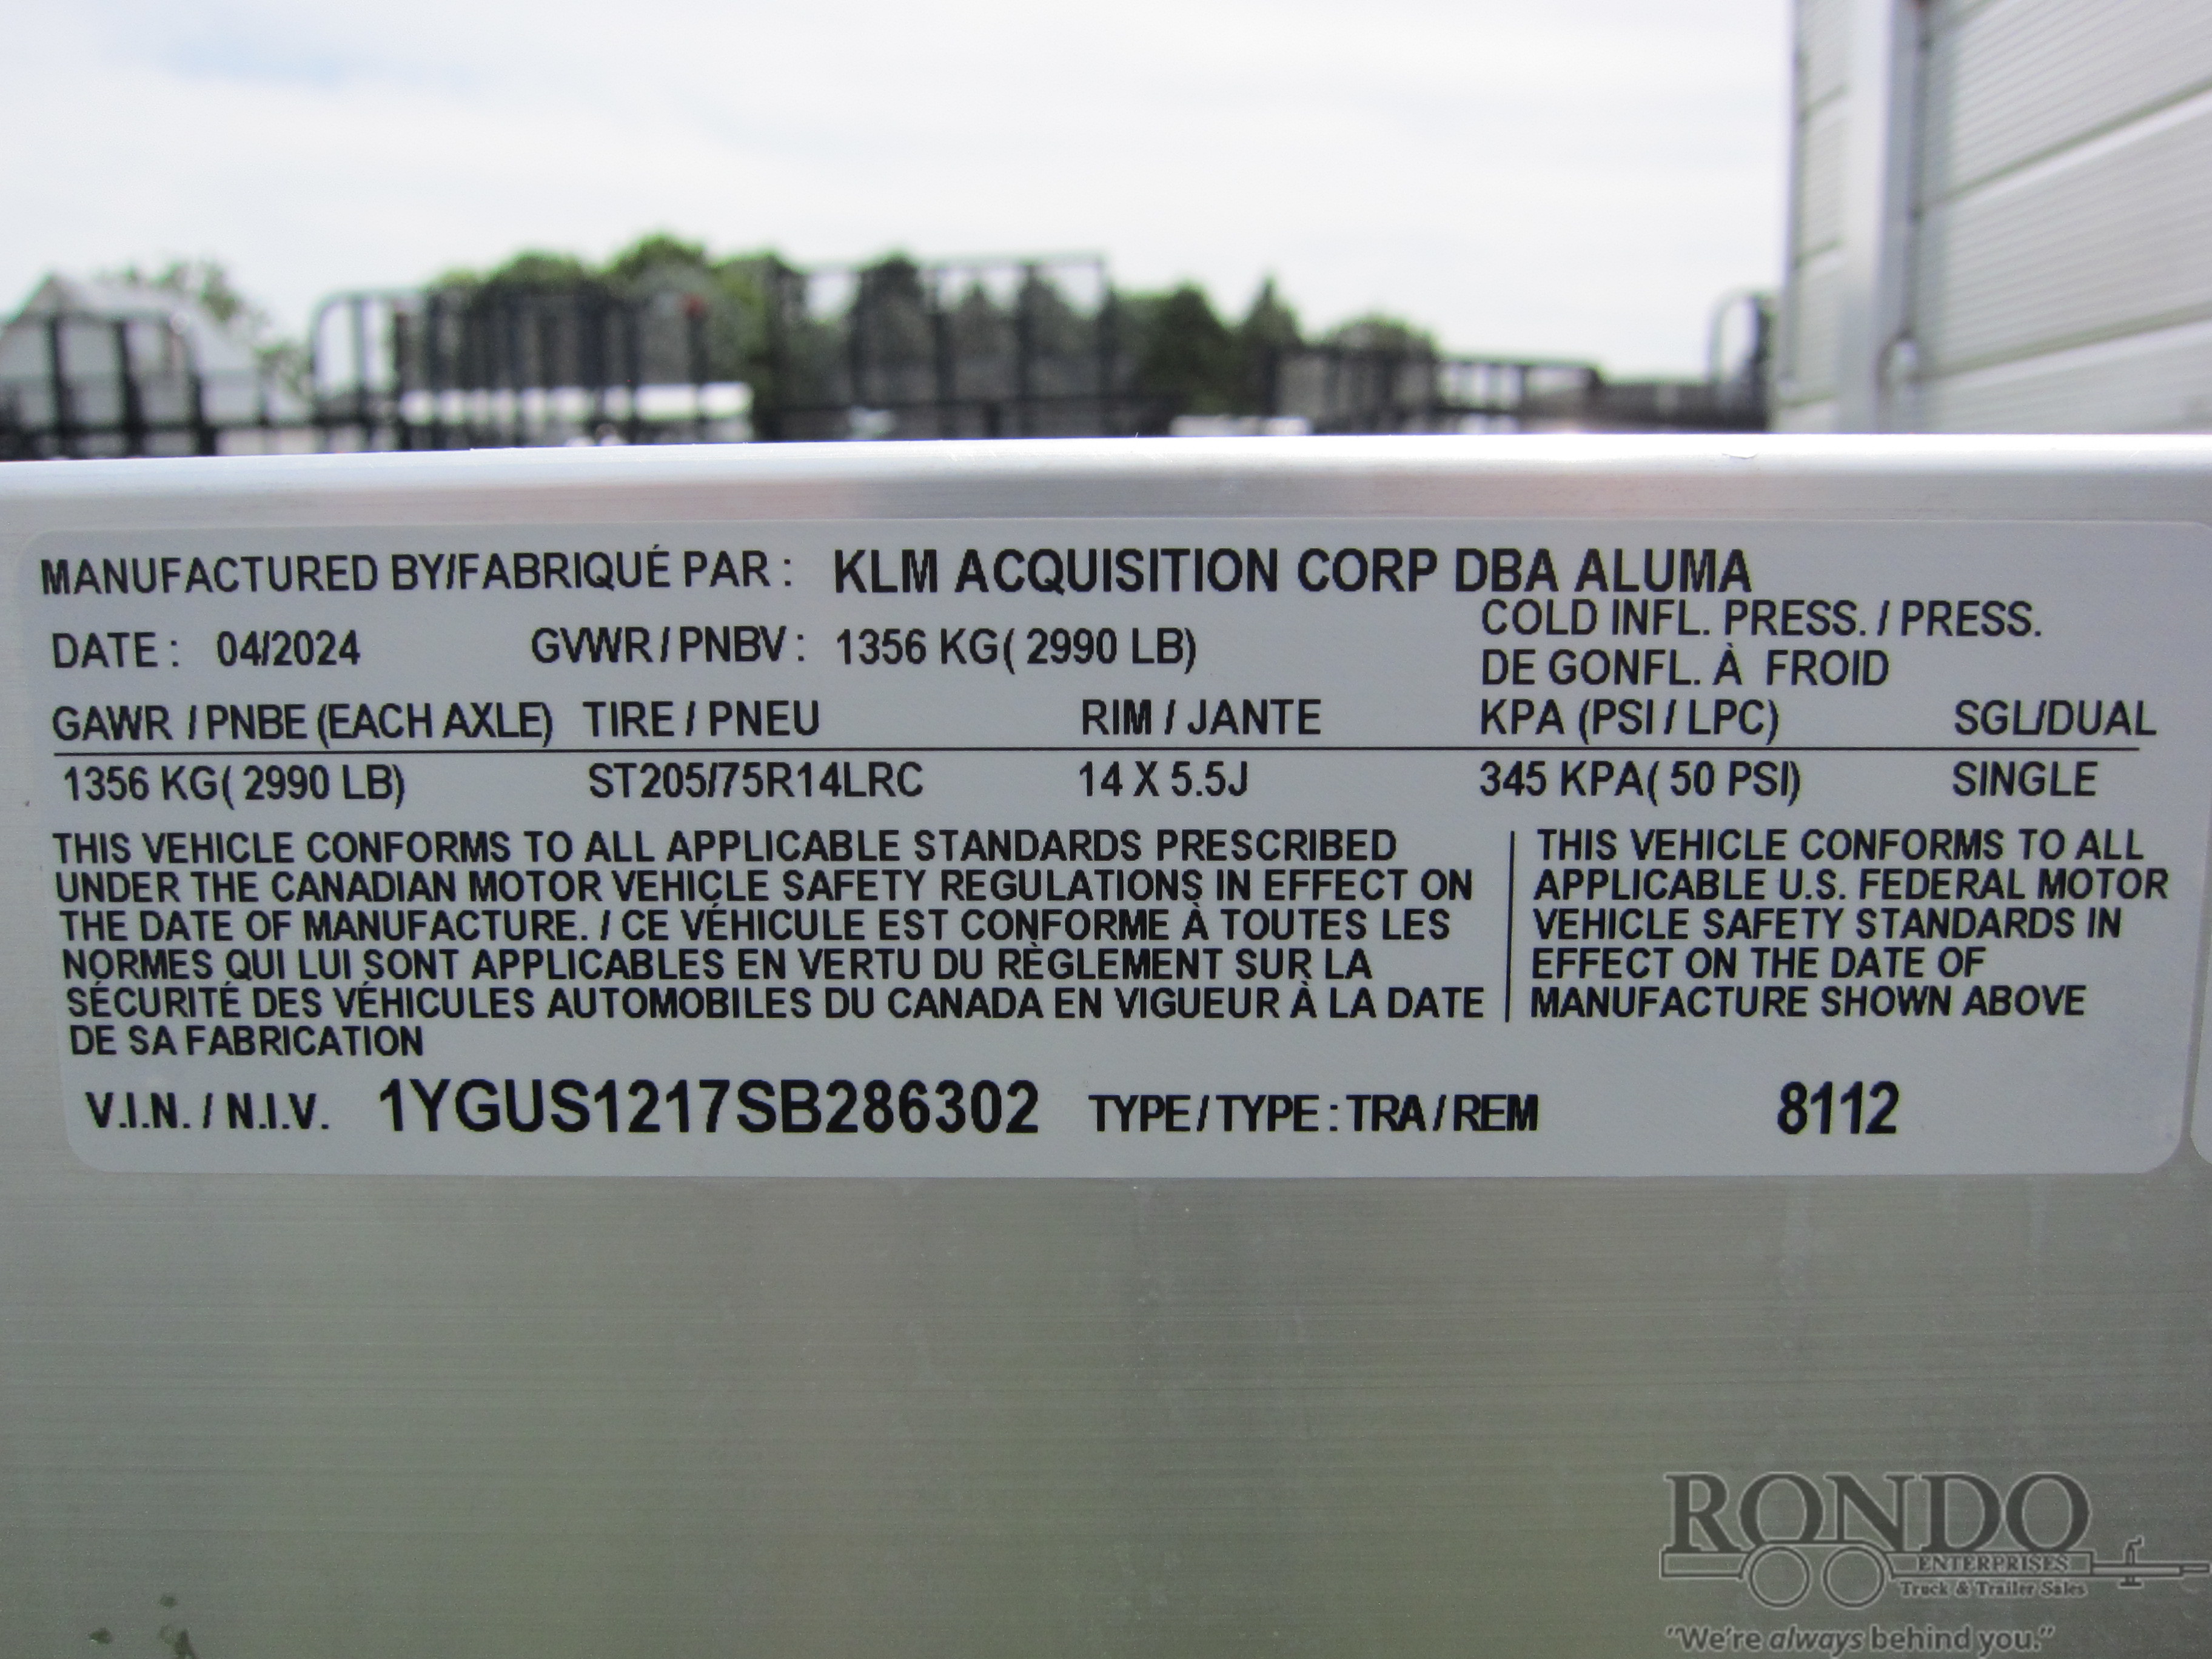 MANUFACTURED BY/FABRIQUÉ PAR : KLM ACQUISITION CORP DBA ALUMA
DATE : 04/2024 GVWR / PNBV : 1356 KG( 2990 LB) COLD INFL. PRESS. / PRESS.
DE GONFL. À FROID
GAWR / PNBE (EACH AXLE) TIRE / PNEU RIM / JANTE KPA (PSI / LPC) SGL/DUAL
1356 KG( 2990 LB) ST205/75R14LRC 14 X 5.5J 345 KPA( 50 PSI) SINGLE
THIS VEHICLE CONFORMS TO ALL APPLICABLE STANDARDS PRESCRIBED
UNDER THE CANADIAN MOTOR VEHICLE SAFETY REGULATIONS IN EFFECT ON
THE DATE OF MANUFACTURE. / CE VÉHICULE EST CONFORME À TOUTES LES
NORMES QUI LUI SONT APPLICABLES EN VERTU DU RÈGLEMENT SUR LA
SÉCURITÉ DES VÉHICULES AUTOMOBILES DU CANADA EN VIGUEUR À LA DATE
DE SA FABRICATION
THIS VEHICLE CONFORMS TO ALL
APPLICABLE U.S. FEDERAL MOTOR
VEHICLE SAFETY STANDARDS IN
EFFECT ON THE DATE OF
MANUFACTURE SHOWN ABOVE
V.I.N. / N.I.V. 1YGUS1217SB286302 TYPE / TYPE : TRA / REM 8112
RONDO
ENTERPRISES
Truck & Trailer Sales
"We're always behind you."